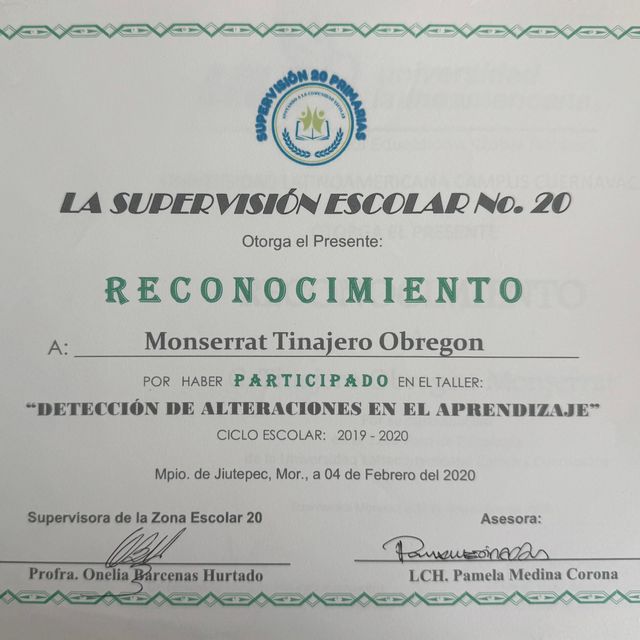 SUPERVISIÓN 20 PRIMARIAS
LA SUPERVISIÓN ESCOLAR No. 20
Otorga el Presente:
RECONOCIMIENTO
A: Monserrat Tinajero Obregon
POR HABER PARTICIPADO EN EL TALLER:
“DETECCIÓN DE ALTERACIONES EN EL APRENDIZAJE”
CICLO ESCOLAR: 2019 - 2020
Mpio. de Jiutepec, Mor., a 04 de Febrero del 2020
Supervisora de la Zona Escolar 20
Asesora:
Profra. Onelia Bárcenas Hurtado
LCH. Pamela Medina Corona